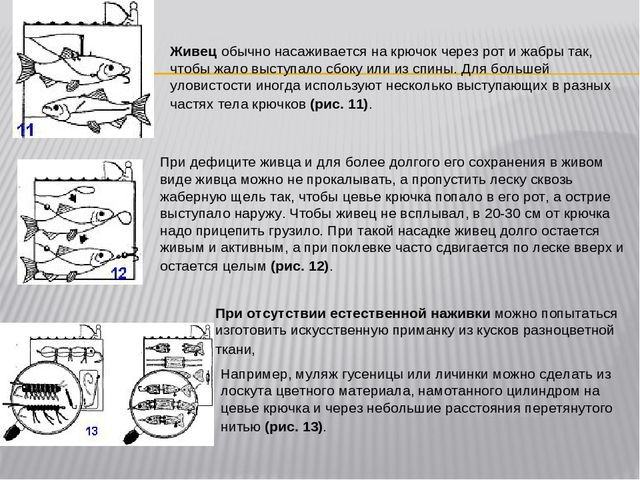 Живец обычно насаживается на крючок через рот и жабры так,
чтобы жало выступало сбоку или из спины. Для большей
уловистости иногда используют несколько выступающих в разных
частях тела крючков (рис. 11).
11
При дефиците живца и для более долгого его сохранения в живом
виде живца можно не прокалывать, а пропустить леску сквозь
жаберную щель так, чтобы цевье крючка попало в его рот, а острие
выступало наружу. Чтобы живец не всплывал, в 20-30 см от крючка
надо прицепить грузило. При такой насадке живец долго остается
живым и активным, а при поклевке часто сдвигается по леске вверх и
остается целым (рис. 12).
12
При отсутствии естественной наживки можно попытаться
изготовить искусственную приманку из кусков разноцветной
ткани,
Например, муляж гусеницы или личинки можно сделать из
лоскута цветного материала, намотанного цилиндром на
цевье крючка и через небольшие расстояния перетянутого
нитью (рис. 13).
13